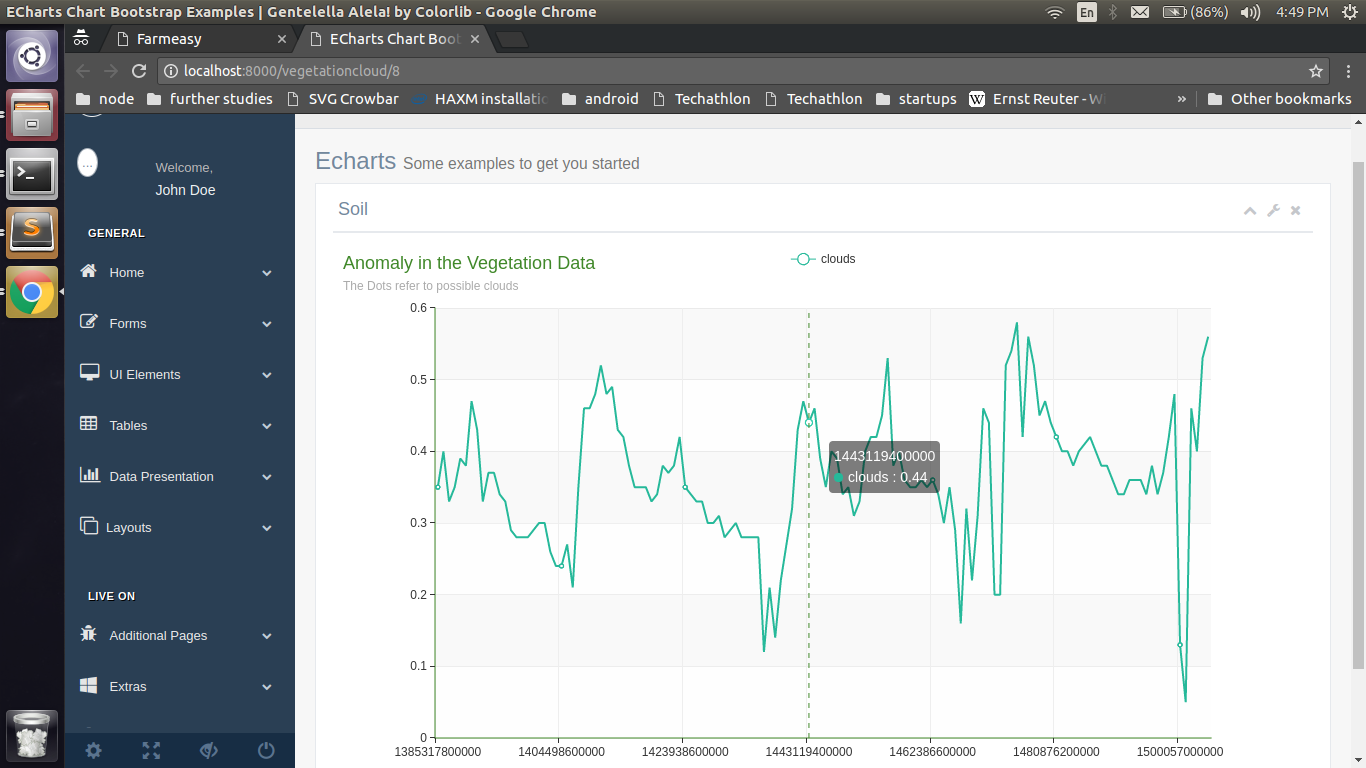 ECharts Chart Bootstrap Examples | Gentelella Alela! by Colorlib - Google Chrome
En
(86%)
4:49 PM
Farmeasy
ECharts Chart Boot
localhost:8000/vegetationcloud/8
node
further studies
SVG Crowbar
HAXM installatio
android
Techathlon
Techathlon
startups
W
Ernst Reuter - Wi
»
Other bookmarks
...
Welcome,
John Doe
GENERAL
Home
Forms
UI Elements
Tables
Data Presentation
Layouts
LIVE ON
Additional Pages
Extras
Echarts Some examples to get you started
Soil
Anomaly in the Vegetation Data
The Dots refer to possible clouds
clouds
0.6
0.5
0.4
0.3
0.2
0.1
0
1443119400000
clouds : 0.44
1385317800000
1404498600000
1423938600000
1443119400000
1462386600000
1480876200000
1500057000000